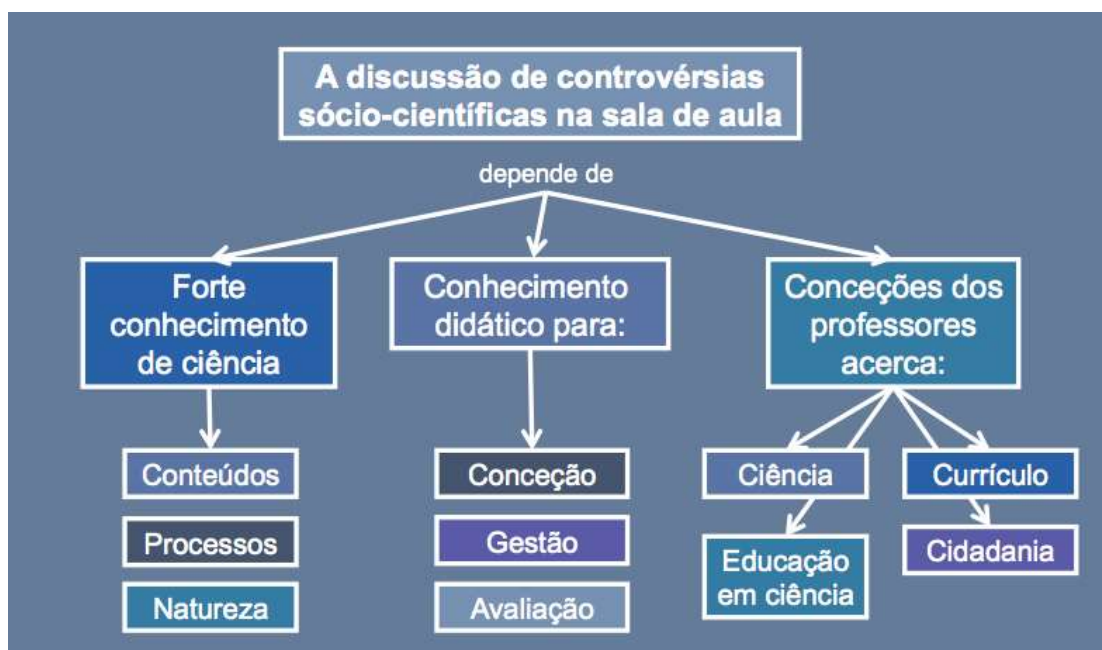 A discussão de controvérsias
sócio-científicas na sala de aula
depende de
Forte
conhecimento
de ciência
Conteúdos
Processos
Natureza
Conhecimento
didático para:
Conceção
Gestão
Avaliação
Conceções dos
professores
acerca:
Ciência
Currículo
Educação
em ciência
Cidadania